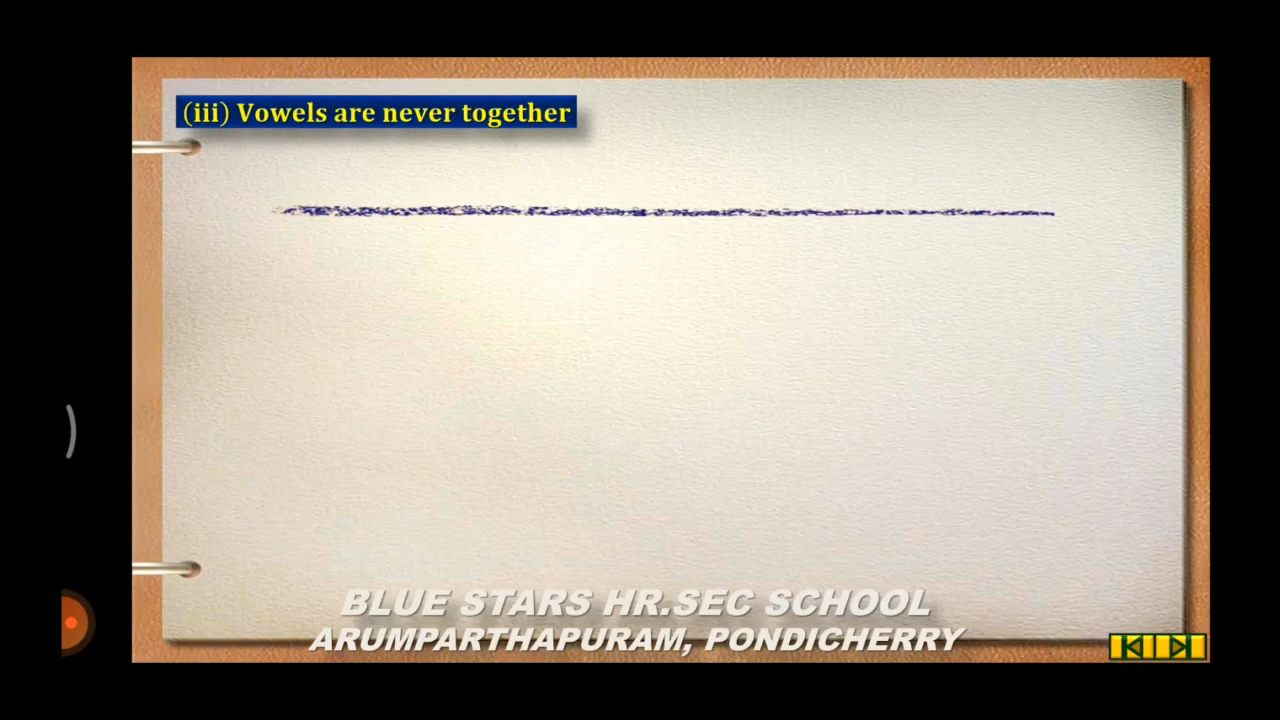 (iii) Vowels are never together
BLUE STARS HR.SEC SCHOOL
ARUMPARTHAPURAM, PONDICHERRY